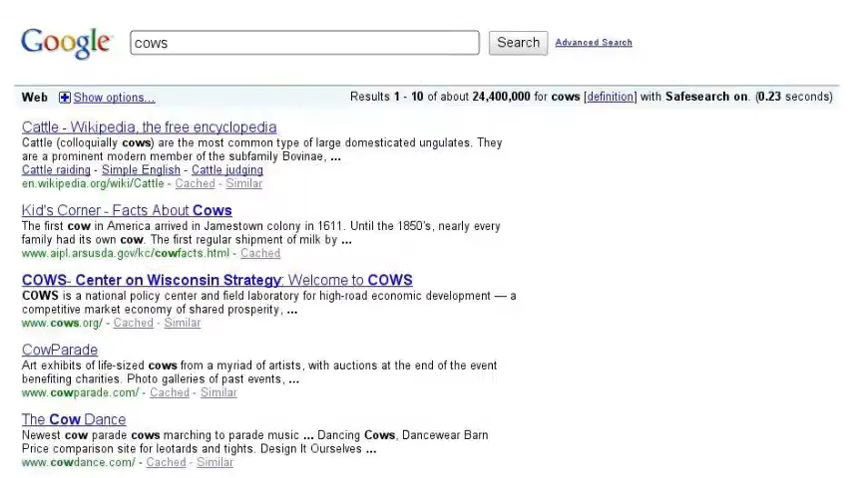 Google cows Search Advanced Search
Web Show options... Results 1 - 10 of about 24,400,000 for cows [definition] with Safesearch on. (0.23 seconds)
Cattle - Wikipedia, the free encyclopedia
Cattle (colloquially cows) are the most common type of large domesticated ungulates. They
are a prominent modern member of the subfamily Bovinae, ...
Cattle raiding - Simple English - Cattle judging
en.wikipedia.org/wiki/Cattle - Cached - Similar
Kid's Corner - Facts About Cows
The first cow in America arrived in Jamestown colony in 1611. Until the 1850's, nearly every
family had its own cow. The first regular shipment of milk by ...
www.aipl.arsusda.gov/kc/cowfacts.html - Cached
COWS- Center on Wisconsin Strategy: Welcome to COWS
COWS is a national policy center and field laboratory for high-road economic development — a
competitive market economy of shared prosperity, ...
www.cows.org/ - Cached - Similar
CowParade
Art exhibits of life-sized cows from a myriad of artists, with auctions at the end of the event
benefiting charities. Photo galleries of past events, ...
www.cowparade.com/ - Cached - Similar
The Cow Dance
Newest cow parade cows marching to parade music ... Dancing Cows, Dancewear Barn
Price comparison site for leotards and tights. Design It Ourselves ...
www.cowdance.com/ - Cached - Similar